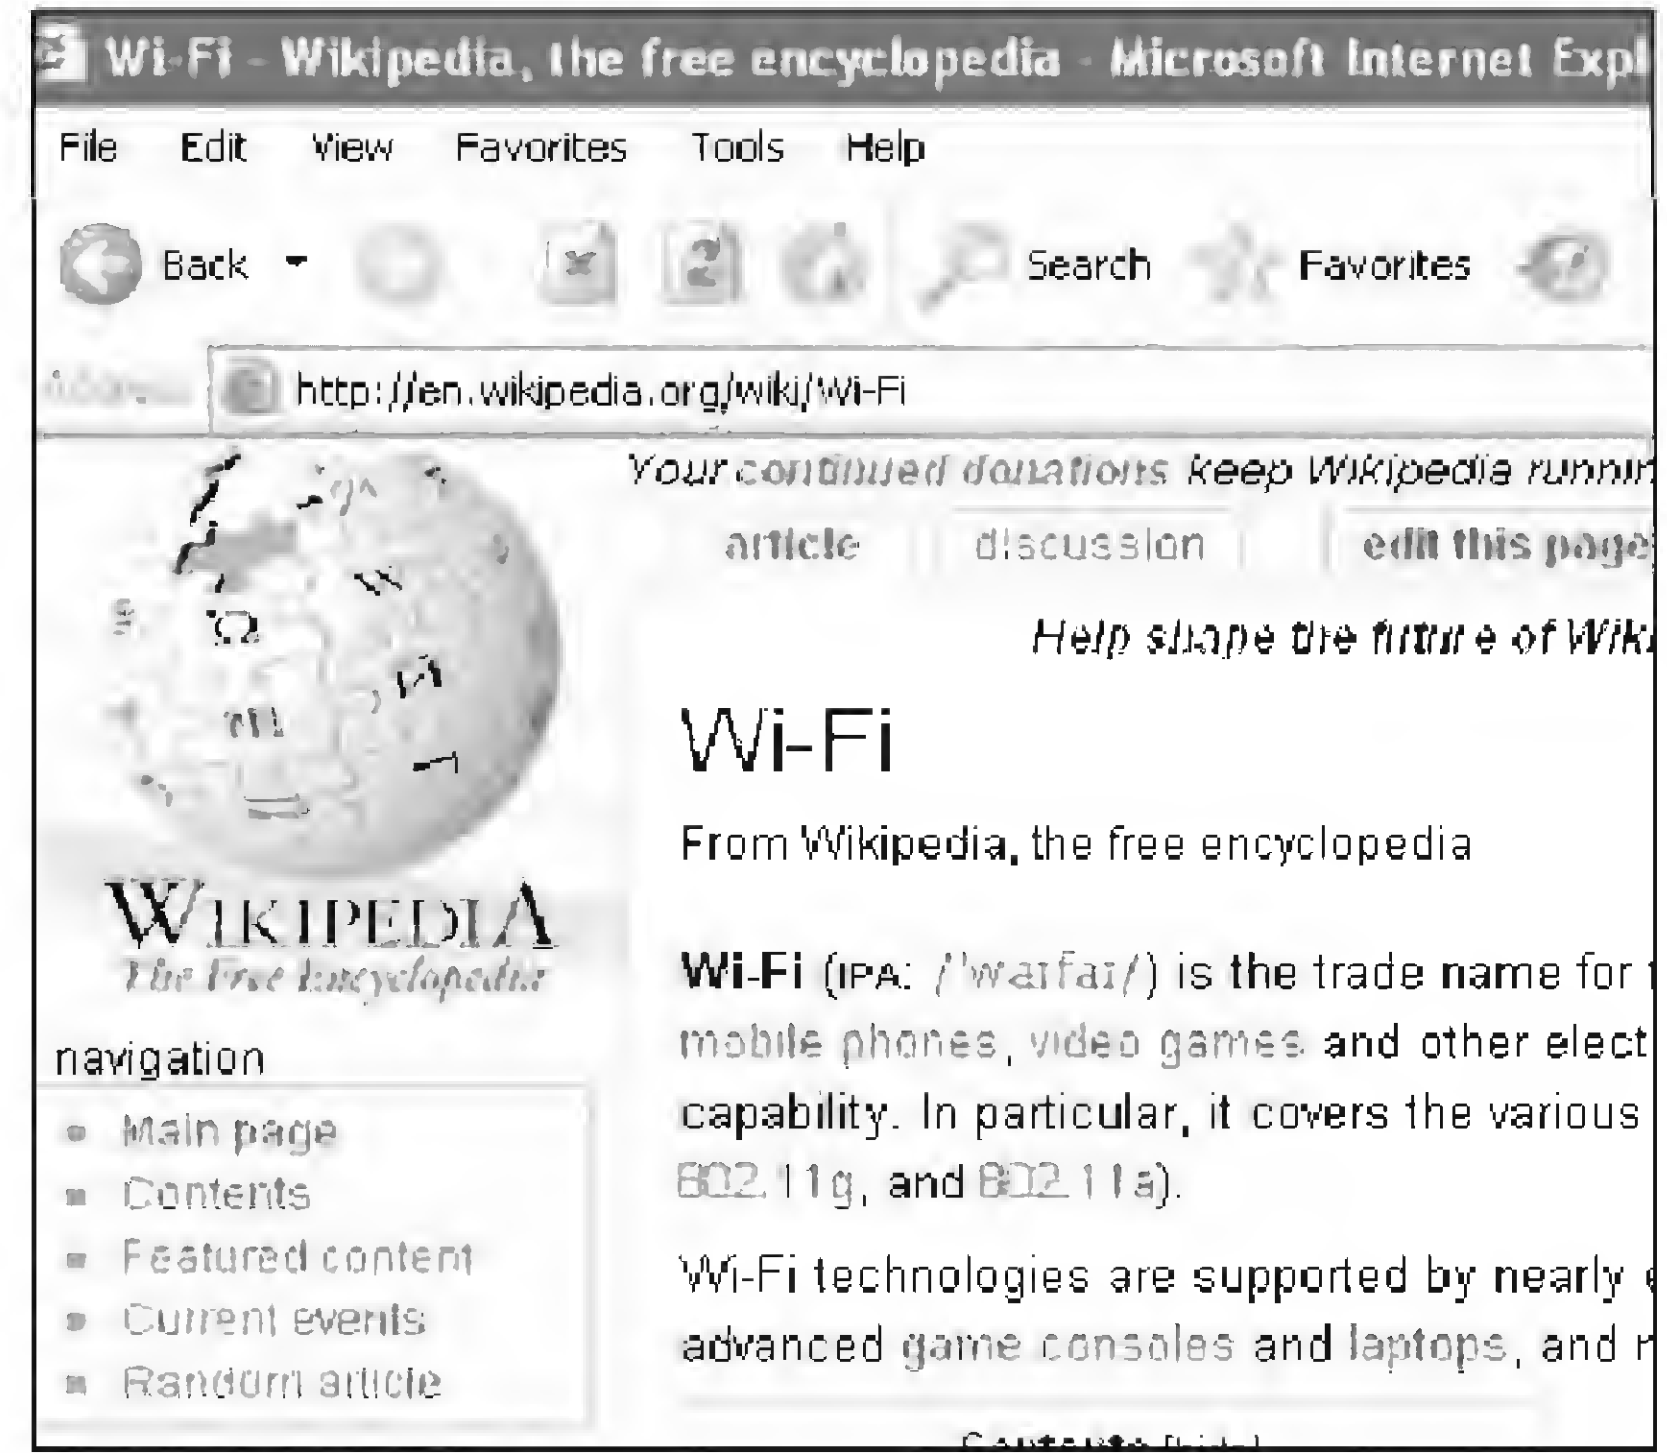 Wi-Fi - Wikipedia, the free encyclopedia - Microsoft Internet Expl
File Edit View Favorites Tools Help
Back Search Favorites
Address http://en.wikipedia.org/wiki/Wi-Fi
Your continued donations keep Wikipedia runnin
article discussion edit this page
Help shape the future of Wiki
Wi-Fi
From Wikipedia, the free encyclopedia
WIKIPEDIA
The Free Encyclopedia
Wi-Fi (IPA: /ˈwaɪfaɪ/) is the trade name for t
mobile phones, video games and other elect
capability. In particular, it covers the various
802.11g, and 802.11a).
Wi-Fi technologies are supported by nearly e
advanced game consoles and laptops, and
Contents [hide]
navigation
Main page
Contents
Featured content
Current events
Random article